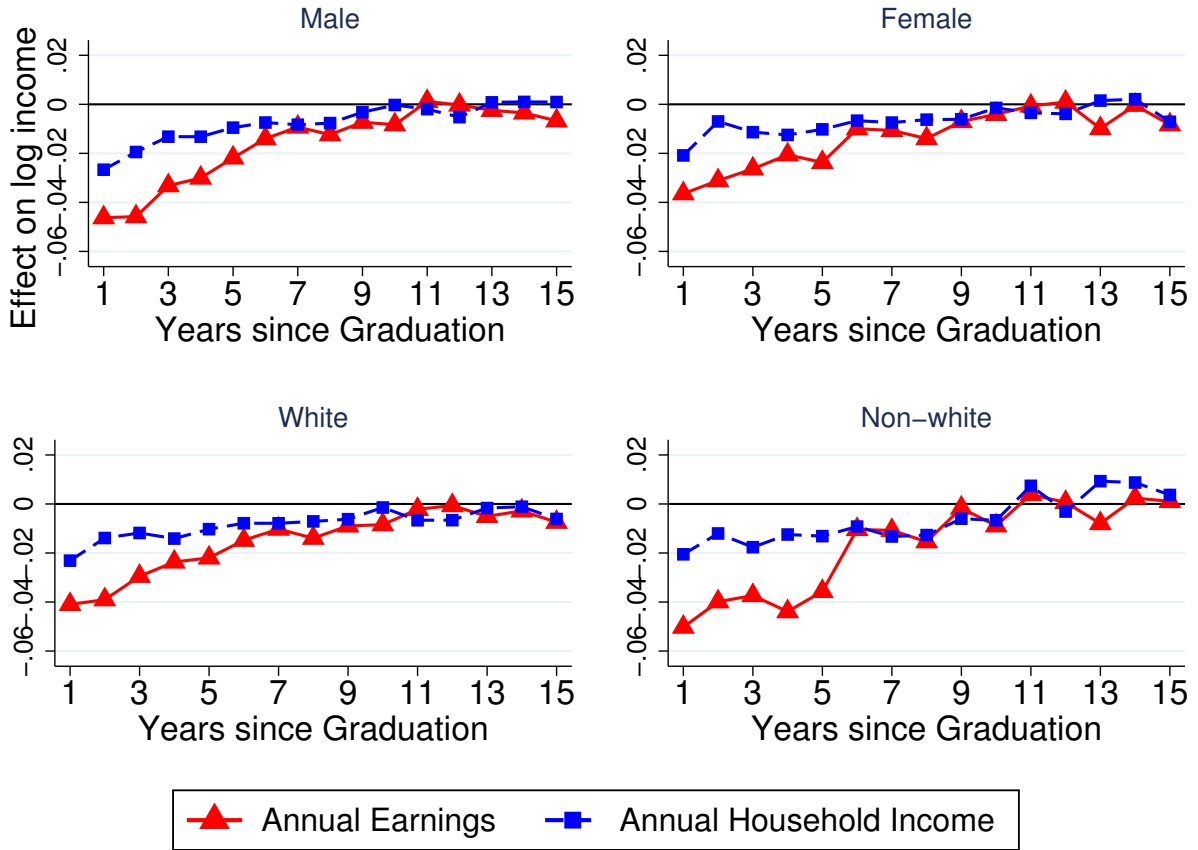 Male
Effect on log income
.02
0
-.02
-.04
-.06
1 3 5 7 9 11 13 15
Years since Graduation
Female
.02
0
-.02
-.04
-.06
1 3 5 7 9 11 13 15
Years since Graduation
White
.02
0
-.02
-.04
-.06
1 3 5 7 9 11 13 15
Years since Graduation
Non-white
.02
0
-.02
-.04
-.06
1 3 5 7 9 11 13 15
Years since Graduation
Annual Earnings
Annual Household Income